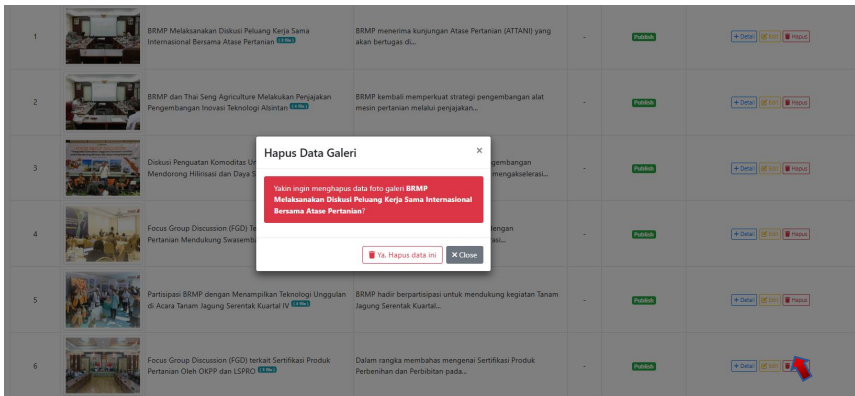 1
BRMP Melaksanakan Diskusi Peluang Kerja Sama
Internasional Bersama Atase Pertanian
BRMP menerima kunjungan Atase Pertanian (ATTANI) yang
akan bertugas di...
-
Publish
+ Detail
Edit
Hapus
2
BRMP dan Thai Seng Agriculture Melakukan Penjajakan
Pengembangan Inovasi Teknologi Alsintan
BRMP kembali memperkuat strategi pengembangan alat
mesin pertanian melalui penjajakan...
-
Publish
+ Detail
Edit
Hapus
Hapus Data Galeri
×
Yakin ingin menghapus data foto galeri BRMP
Melaksanakan Diskusi Peluang Kerja Sama Internasional
Bersama Atase Pertanian?
Ya, Hapus data ini
× Close
3
Diskusi Penguatan Komoditas
Mendorong Hilirisasi dan Daya
mengakselerasi...
-
Publish
+ Detail
Edit
Hapus
4
Focus Group Discussion (FGD)
Pertanian Mendukung
-
Publish
+ Detail
Edit
Hapus
5
Partisipasi BRMP dengan Menampilkan Teknologi Unggulan
di Acara Tanam Jagung Serentak Kuartal IV
BRMP hadir berpartisipasi untuk mendukung kegiatan Tanam
Jagung Serentak Kuartal...
-
Publish
+ Detail
Edit
Hapus
6
Focus Group Discussion (FGD) terkait Sertifikasi Produk
Pertanian Oleh OKPP dan LSPRO
Dalam rangka membahas mengenai Sertifikasi Produk
Perbenihan dan Perbibitan pada...
-
Publish
+ Detail
Edit